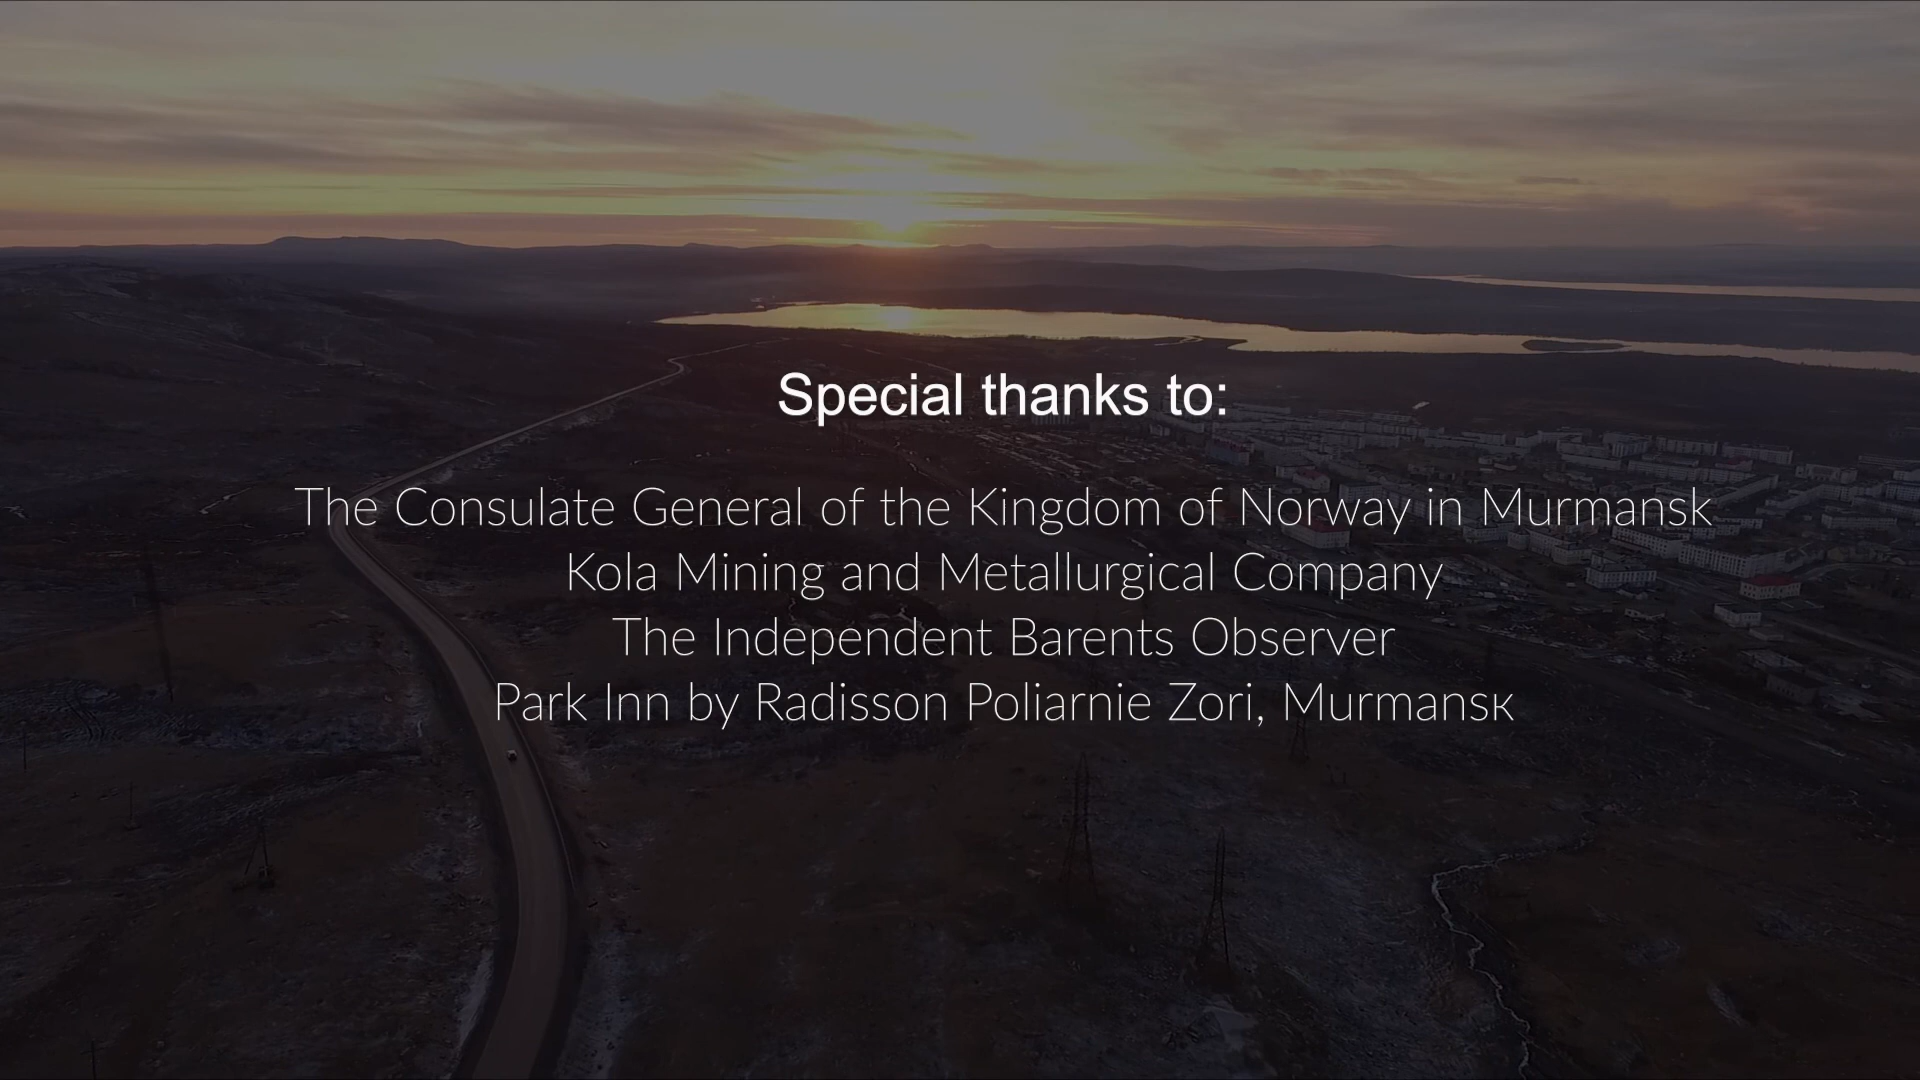 Special thanks to:
The Consulate General of the Kingdom of Norway in Murmansk
Kola Mining and Metallurgical Company
The Independent Barents Observer
Park Inn by Radisson Poliarnie Zori, Murmansк